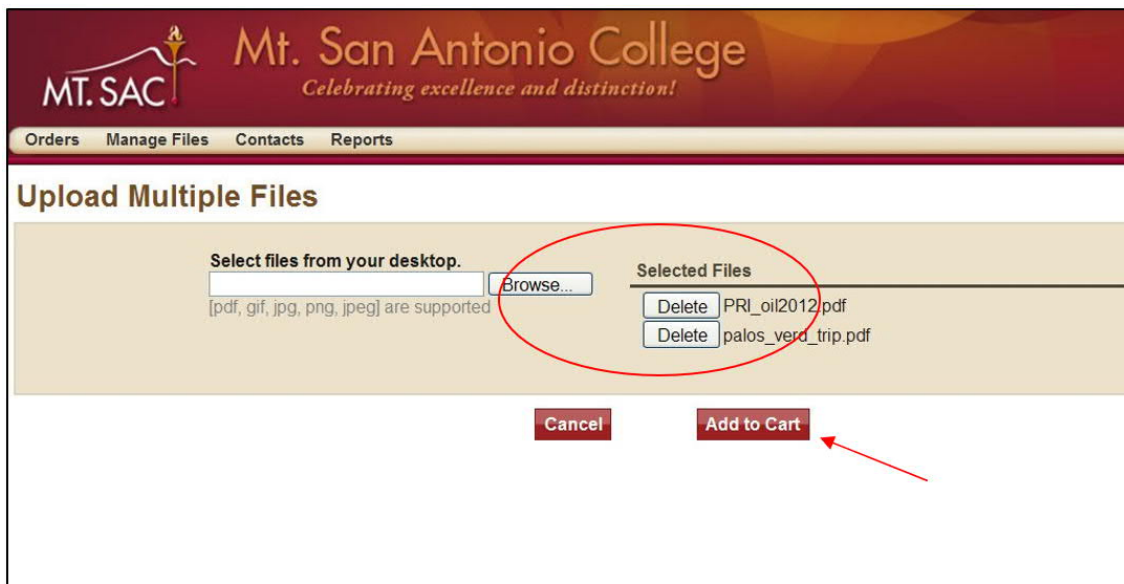 Mt. San Antonio College
MT. SAC
Celebrating excellence and distinction!
Orders Manage Files Contacts Reports
Upload Multiple Files
Select files from your desktop.
Browse...
[pdf, gif, jpg, png, jpeg] are supported
Selected Files
Delete PRI_oil2012.pdf
Delete palos_verd_trip.pdf
Cancel Add to Cart